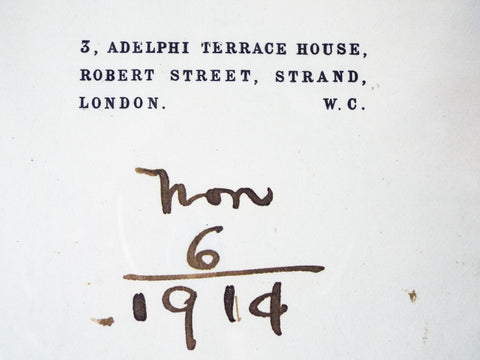 3, ADELPHI TERRACE HOUSE,
ROBERT STREET, STRAND,
LONDON. W.C.
Nov
6
1914